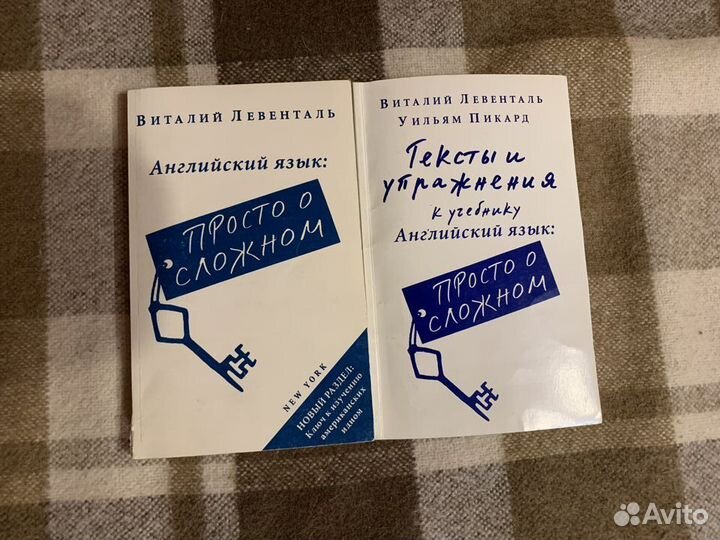 ВИТАЛИЙ ЛЕВЕНТАЛЬ
Английский язык:
ПРОСТО О
СЛОЖНОМ
NEW YORK
НОВЫЙ РАЗДЕЛ:
Ключ к изучению
американских
идиом
ВИТАЛИЙ ЛЕВЕНТАЛЬ
УИЛЬЯМ ПИКАРД
Тексты и
упражнения
к учебнику
Английский язык:
ПРОСТО О
СЛОЖНОМ
Avito